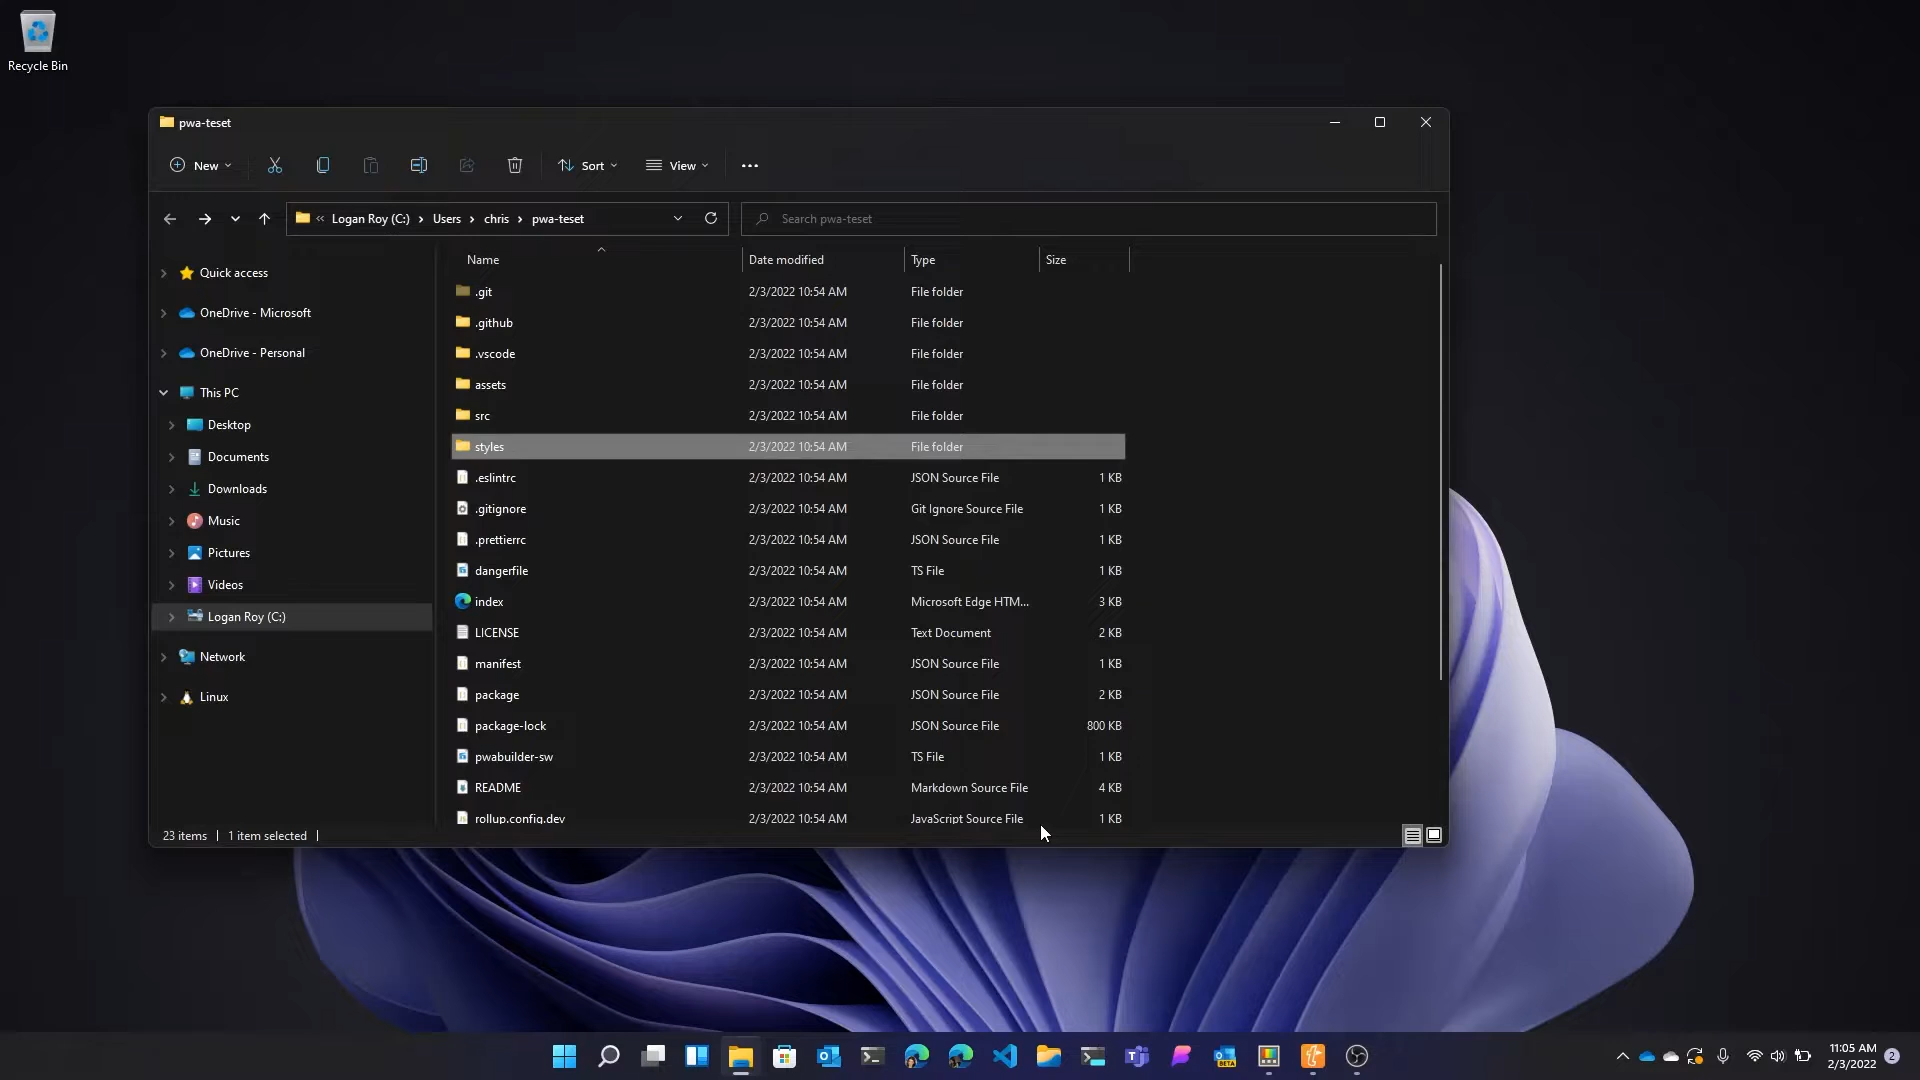 Recycle Bin
pwa-teset
New
Sort
View
« Logan Roy (C:) › Users › chris › pwa-teset
Search pwa-teset
Quick access
OneDrive - Microsoft
OneDrive - Personal
This PC
Desktop
Documents
Downloads
Music
Pictures
Videos
Logan Roy (C:)
Network
Linux
Name Date modified Type Size
.git 2/3/2022 10:54 AM File folder
.github 2/3/2022 10:54 AM File folder
.vscode 2/3/2022 10:54 AM File folder
assets 2/3/2022 10:54 AM File folder
src 2/3/2022 10:54 AM File folder
styles 2/3/2022 10:54 AM File folder
.eslintrc 2/3/2022 10:54 AM JSON Source File 1 KB
.gitignore 2/3/2022 10:54 AM Git Ignore Source File 1 KB
.prettierrc 2/3/2022 10:54 AM JSON Source File 1 KB
dangerfile 2/3/2022 10:54 AM TS File 1 KB
index 2/3/2022 10:54 AM Microsoft Edge HTM... 3 KB
LICENSE 2/3/2022 10:54 AM Text Document 2 KB
manifest 2/3/2022 10:54 AM JSON Source File 1 KB
package 2/3/2022 10:54 AM JSON Source File 2 KB
package-lock 2/3/2022 10:54 AM JSON Source File 800 KB
pwabuilder-sw 2/3/2022 10:54 AM TS File 1 KB
README 2/3/2022 10:54 AM Markdown Source File 4 KB
rollup.config.dev 2/3/2022 10:54 AM JavaScript Source File 1 KB
23 items | 1 item selected |
BETA
11:05 AM
2/3/2022
2